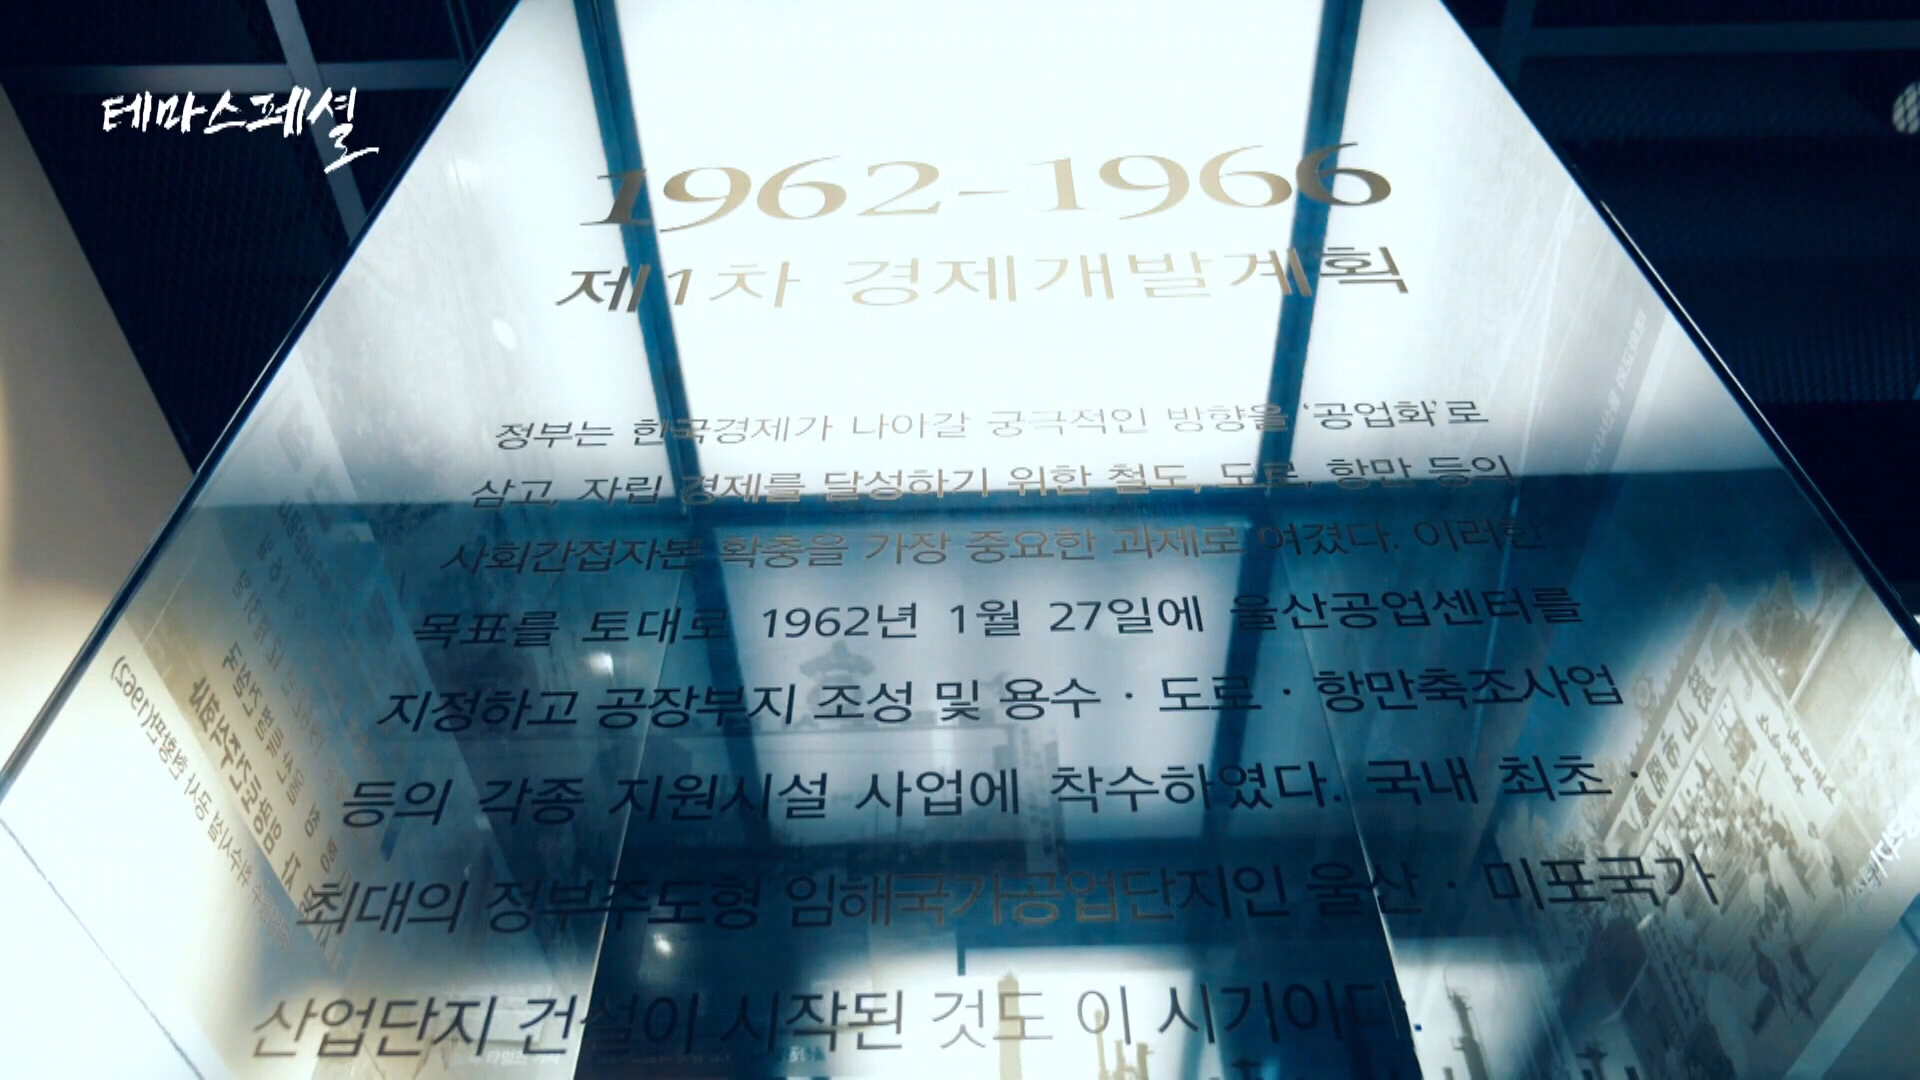 테마스페셜
1962-1966
제1차 경제개발계획
정부는 한국경제가 나아갈 궁극적인 방향을 '공업화'로
삼고, 자립 경제를 달성하기 위한 철도, 도로, 항만 등의
사회간접자본 확충을 가장 중요한 과제로 여겼다. 이러한
목표를 토대로 1962년 1월 27일에 울산공업센터를
지정하고 공장부지 조성 및 용수 · 도로 · 항만축조사업
등의 각종 지원시설 사업에 착수하였다. 국내 최초 ·
최대의 정부주도형 임해국가공업단지인 울산 · 미포국가
산업단지 건설이 시작된 것도 이 시기이다.